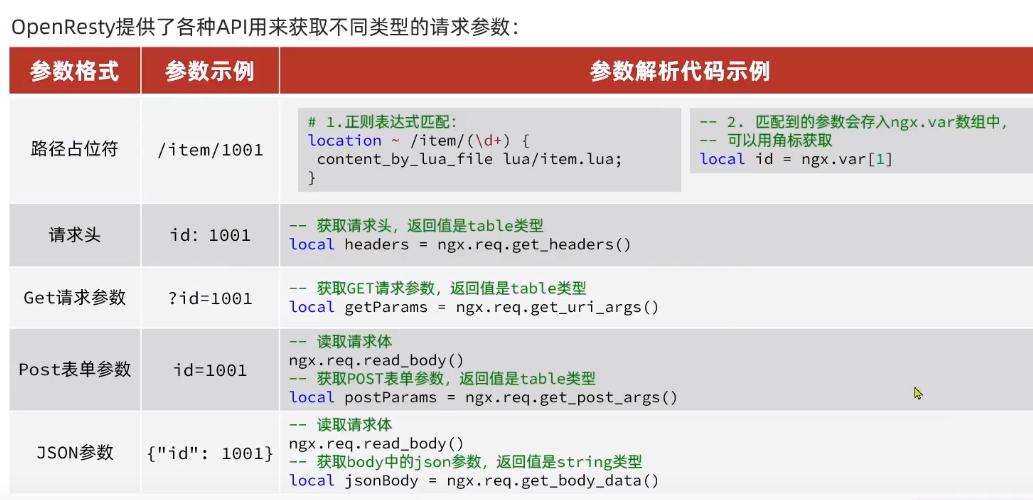 OpenResty提供了各种API用来获取不同类型的请求参数：
参数格式 参数示例 参数解析代码示例
路径占位符 /item/1001
# 1.正则表达式匹配：
location ~ /item/(\d+) {
content_by_lua_file lua/item.lua;
}
-- 2. 匹配到的参数会存入ngx.var数组中，
-- 可以用角标获取
local id = ngx.var[1]
请求头 id: 1001
-- 获取请求头，返回值是table类型
local headers = ngx.req.get_headers()
Get请求参数 ?id=1001
-- 获取GET请求参数，返回值是table类型
local getParams = ngx.req.get_uri_args()
Post表单参数 id=1001
-- 读取请求体
ngx.req.read_body()
-- 获取POST表单参数，返回值是table类型
local postParams = ngx.req.get_post_args()
JSON参数 {"id": 1001}
-- 读取请求体
ngx.req.read_body()
-- 获取body中的json参数，返回值是string类型
local jsonBody = ngx.req.get_body_data()